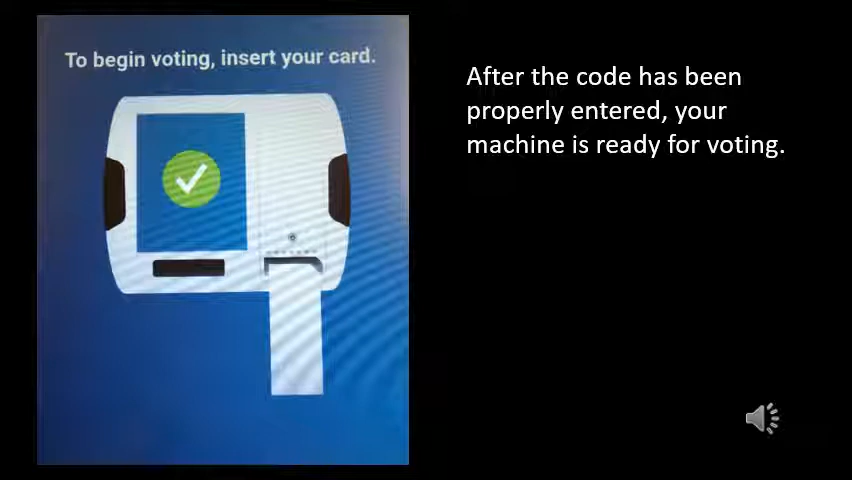 To begin voting, insert your card.
After the code has been
properly entered, your
machine is ready for voting.